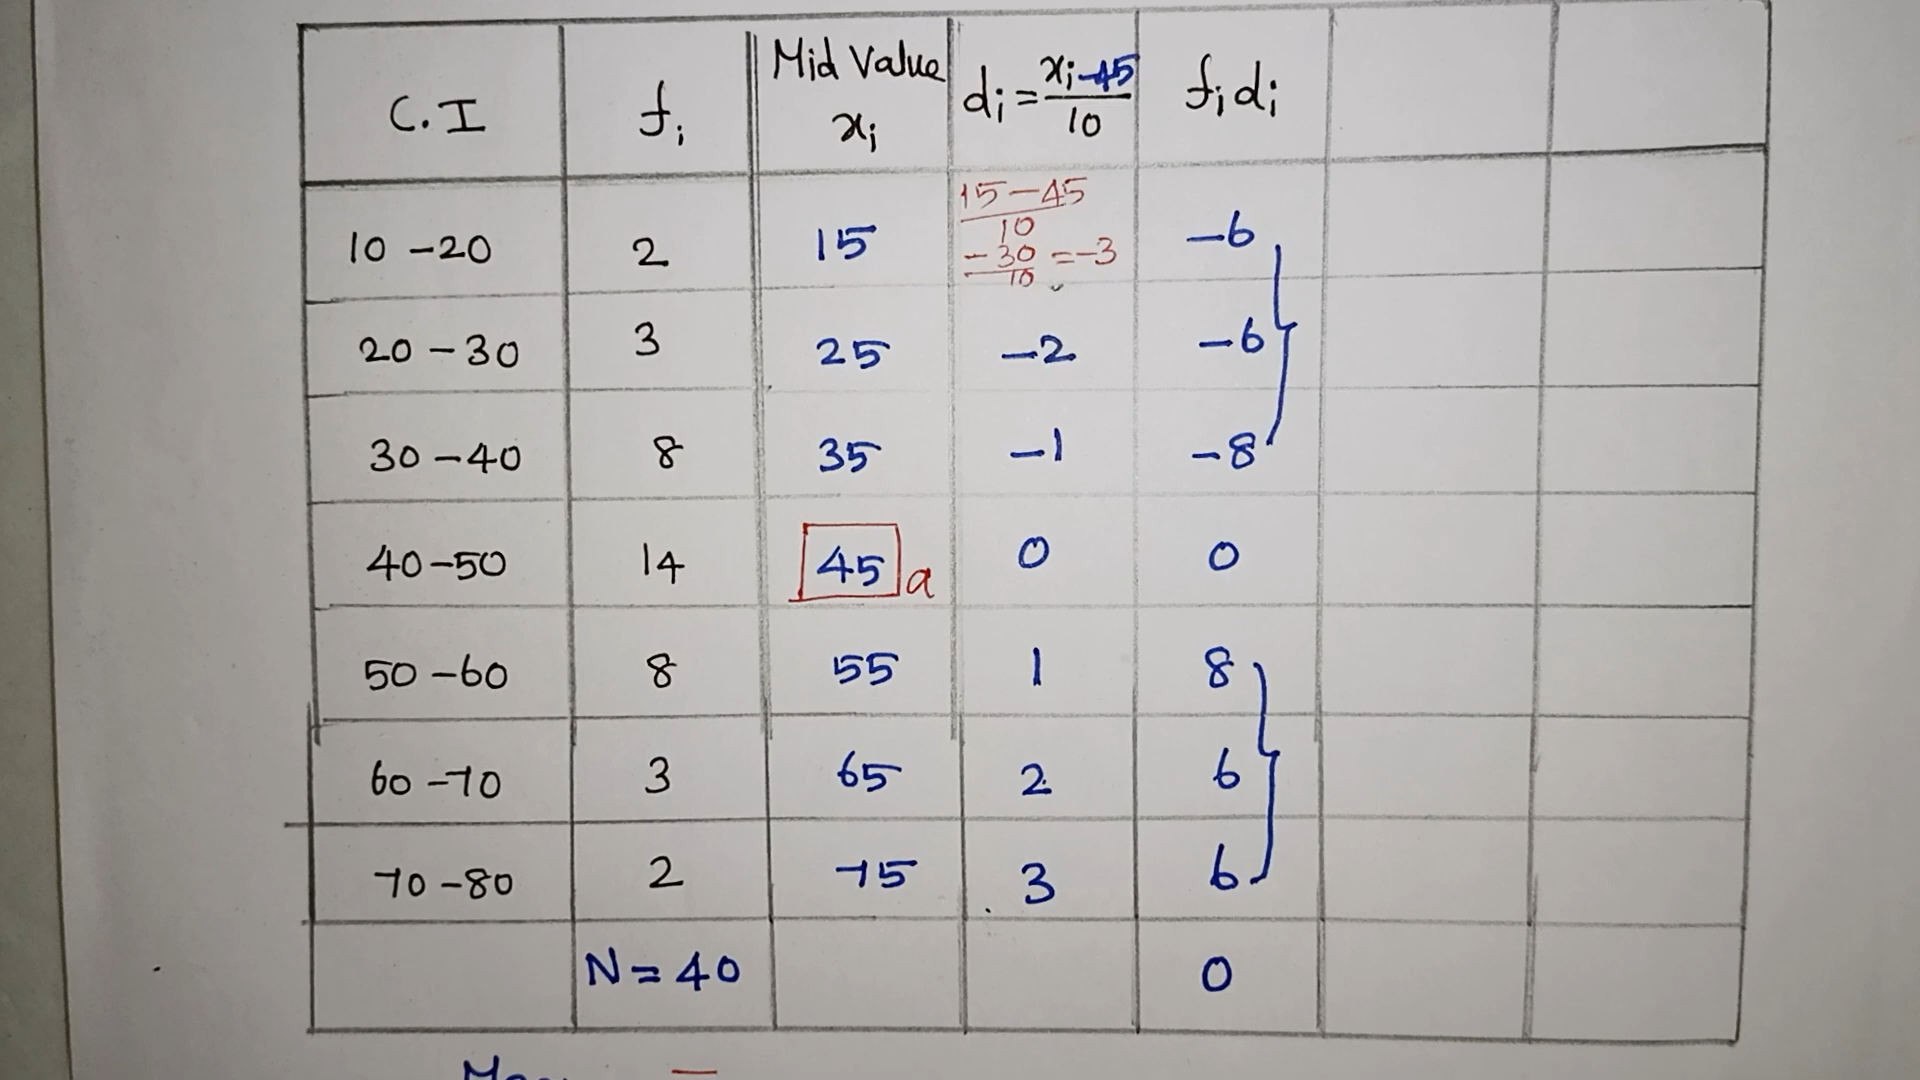 C.I fi Mid Value xi di = xi-45/10 fidi
10-20 2 15 15-45/10 -6
-30/10 = -3
20-30 3 25 -2 -6
30-40 8 35 -1 -8
40-50 14 45 a 0 0
50-60 8 55 1 8
60-70 3 65 2 6
70-80 2 75 3 6
N = 40 0